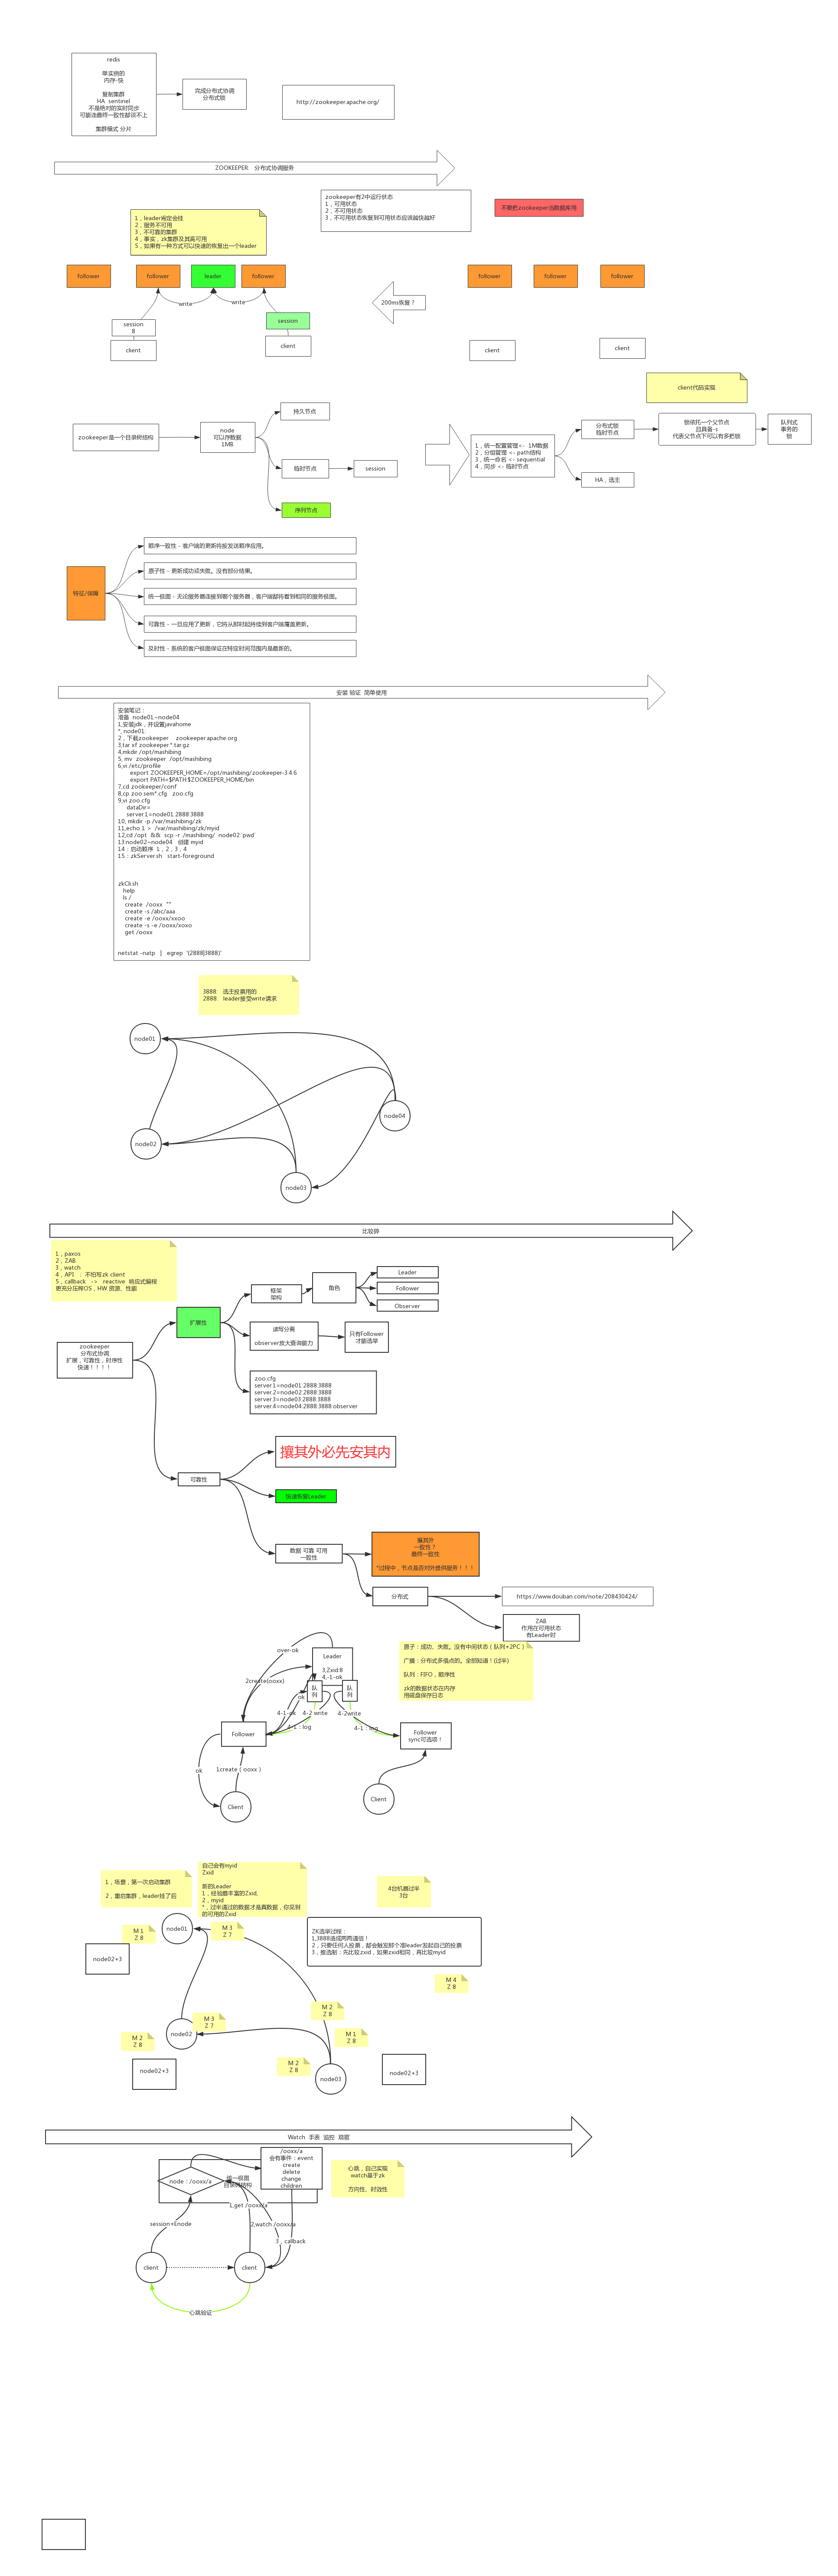 redis
单实例的
内存-快
复制集群
HA  sentinel
不是绝对的实时同步
可能连最终一致性都谈不上
集群模式 分片
完成分布式协调
分布式锁
http://zookeeper.apache.org/
ZOOKEEPER:   分布式协调服务
zookeeper有2中运行状态
1，可用状态
2，不可用状态
3，不可用状态恢复到可用状态应该越快越好
不要把zookeeper当数据库用
1，leader肯定会挂
2，服务不可用
3，不可靠的集群
4，事实，zk集群及其高可用
5，如果有一种方式可以快速的恢复出一个leader
follower
follower
leader
follower
follower
follower
follower
write
write
200ms恢复？
session
8
session
client
client
client
client
client代码实现
zookeeper是一个目录树结构
node
可以存数据
1MB
持久节点
临时节点
session
序列节点
1，统一配置管理<-  1M数据
2，分组管理 <- path结构
3，统一命名 <- sequential
4，同步 <- 临时节点
分布式锁
临时节点
锁依托一个父节点
且具备-s
代表父节点下可以有多把锁
队列式
事务的
锁
HA，选主
特征/保障
顺序一致性 - 客户端的更新将按发送顺序应用。
原子性 - 更新成功或失败。没有部分结果。
统一视图 - 无论服务器连接到哪个服务器，客户端都将看到相同的服务视图。
可靠性 - 一旦应用了更新，它将从那时起持续到客户端覆盖更新。
及时性 - 系统的客户视图保证在特定时间范围内是最新的。
安装  验证  简单使用
安装笔记：
准备  node01~node04
1,安装jdk，并设置javahome
*, node01:
2，下载zookeeper    zookeeper.apache.org
3,tar xf zookeeper.*.tar.gz
4,mkdir /opt/mashibing
5, mv  zookeeper  /opt/mashibing
6,vi /etc/profile
export ZOOKEEPER_HOME=/opt/mashibing/zookeeper-3.4.6
export PATH=$PATH:$ZOOKEEPER_HOME/bin
7,cd zookeeper/conf
8,cp zoo.sem*.cfg   zoo.cfg
9,vi zoo.cfg
dataDir=
server.1=node01:2888:3888
10, mkdir -p /var/mashibing/zk
11,echo 1 >  /var/mashibing/zk/myid
12,cd /opt  &&  scp -r  ./mashibing/  node02:`pwd`
13:node02~node04   创建 myid
14：启动顺序  1，2，3，4
15：zkServer.sh   start-foreground
zkCli.sh
help
ls /
create  /ooxx  ""
create -s /abc/aaa
create -e /ooxx/xxoo
create -s -e /ooxx/xoxo
get /ooxx
netstat -natp   |   egrep  '(2888|3888)'
3888:   选主投票用的
2888:   leader接受write请求
node01
node04
node02
node03
比较碎
1，paxos
2，ZAB
3，watch
4，API   ： 不怕写zk client
5，callback   ->   reactive  响应式编程
更充分压榨OS，HW 资源、性能
框架
架构
角色
Leader
Follower
Observer
扩展性
读写分离
observer放大查询能力
只有Follower
才能选举
zookeeper
分布式协调
扩展，可靠性，时序性
快速！！！！
zoo.cfg
server.1=node01:2888:3888
server.2=node02:2888:3888
server.3=node03:2888:3888
server.4=node04:2888:3888:observer
攘其外必先安其内
可靠性
快速恢复Leader
数据 可靠 可用
一致性
攘其外
一致性？
最终一致性
*过程中，节点是否对外提供服务！！！
分布式
https://www.douban.com/note/208430424/
ZAB
作用在可用状态
有Leader时
原子：成功、失败。没有中间状态（队列+2PC）
广播：分布式多值点的。全部知道！(过半)
队列：FIFO，顺序性
zk的数据状态在内存
用磁盘保存日志
over-ok
Leader
3,Zxid:8
4,-1.-ok
2create(ooxx)
队
列
队
列
ok
4-1-ok
4-2 write
4-2write
4-1：log
4-1：log
Follower
Follower
sync可选项！
ok
1.create（ooxx）
Client
Client
1，场景，第一次启动集群
2，重启集群，leader挂了后
自己会有myid
Zxid
新的Leader
1，经验最丰富的Zxid,
2，myid
*，过半通过的数据才是真数据，你见到
的可用的Zxid
4台机器过半
3台
ZK选举过程：
1,3888造成两两通信！
2，只要任何人投票，都会触发那个准leader发起自己的投票
3，推选制：先比较zxid，如果zxid相同，再比较myid
node01
M 1
Z 8
M 3
Z 7
node02+3
M 4
Z 8
M 2
Z 8
M 3
Z 7
node02
M 1
Z 8
M 2
Z 8
M 2
Z 8
node03
node02+3
node02+3
Watch  手表  监控  观察
/ooxx/a
会有事件：event
create
delete
change
children
node：/ooxx/a
统一视图
目录树结构
心跳，自己实现
watch基于zk
方向性、时效性
1,get /ooxx/a
session+Enode
2,watch /ooxx/a
3，callback
client
client
心跳验证